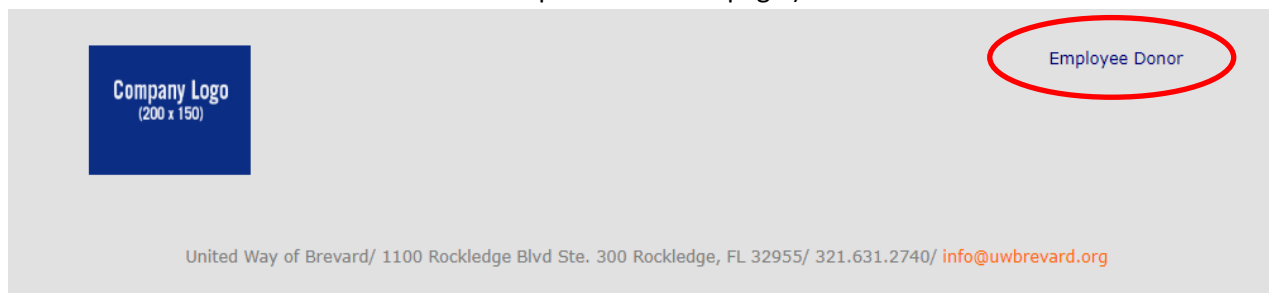 Employee Donor
Company Logo
(200 x 150)
United Way of Brevard/ 1100 Rockledge Blvd Ste. 300 Rockledge, FL 32955/ 321.631.2740/ info@uwbrevard.org